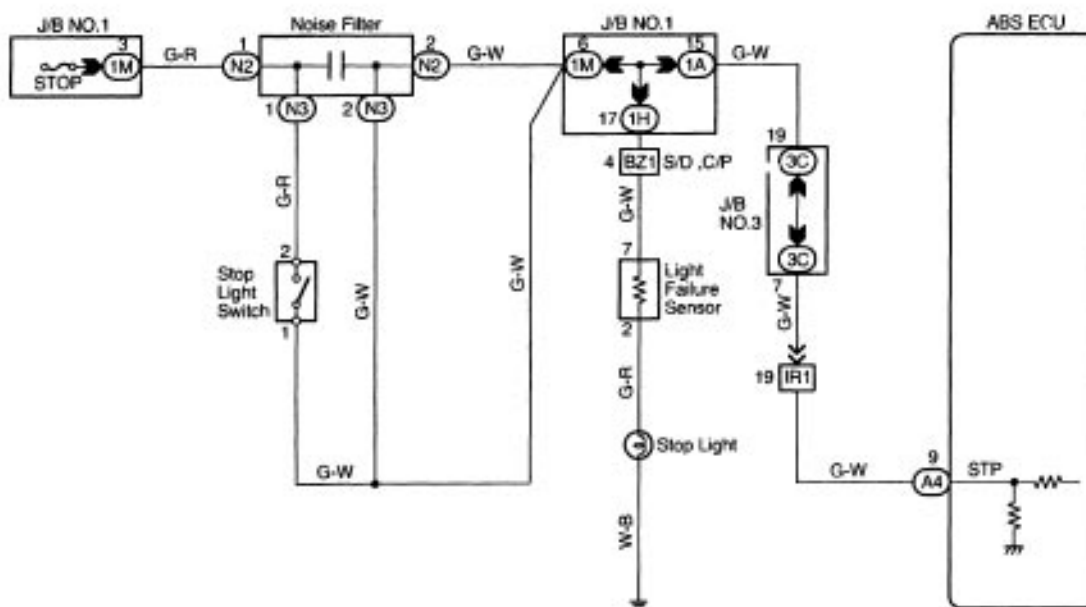 J/B NO.1
3
1M
STOP
G-R
Noise Filter
1
N2
2
N2
1 N3
2 N3
G-W
J/B NO.1
6
1M
15
1A
17 1H
G-W
4 BZ1 S/D ,C/P
G-W
7
Light
Failure
Sensor
2
G-R
Stop Light
W-B
G-R
2
Stop
Light
Switch
1
G-W
G-W
G-W
19
3C
J/B
NO.3
3C
7
G-W
19 IR1
G-W
9
A4
ABS ECU
STP